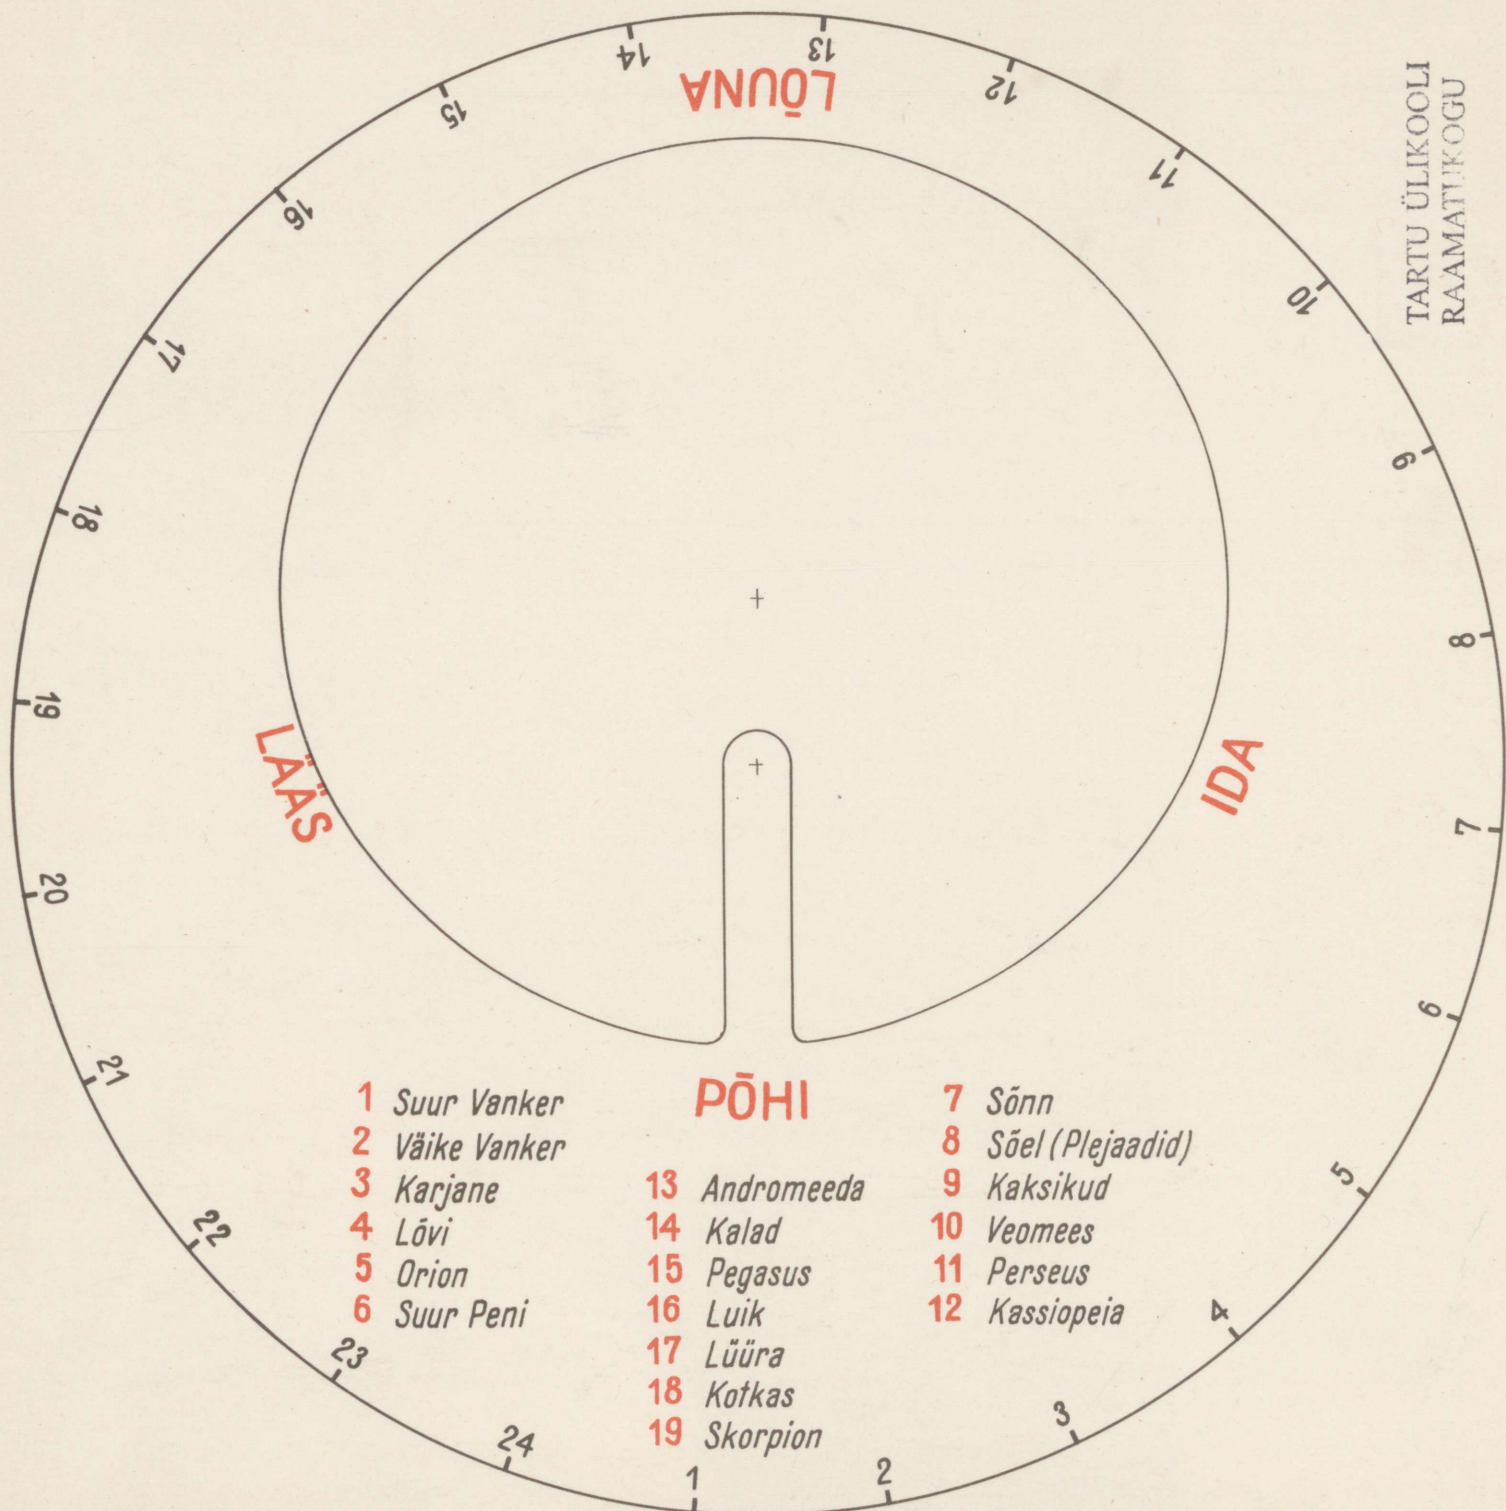 14
13
12
15
11
16
10
17
9
18
8
19
7
20
6
21
5
22
4
23
3
24
2
1
LÕUNA
LÄÄS
IDA
PÕHI
1 Suur Vanker
2 Väike Vanker
3 Karjane
4 Lõvi
5 Orion
6 Suur Peni
13 Andromeeda
14 Kalad
15 Pegasus
16 Luik
17 Lüüra
18 Kotkas
19 Skorpion
7 Sõnn
8 Sõel (Plejaadid)
9 Kaksikud
10 Veomees
11 Perseus
12 Kassiopeia
TARTU ÜLIKOOLI
RAAMATUKOGU